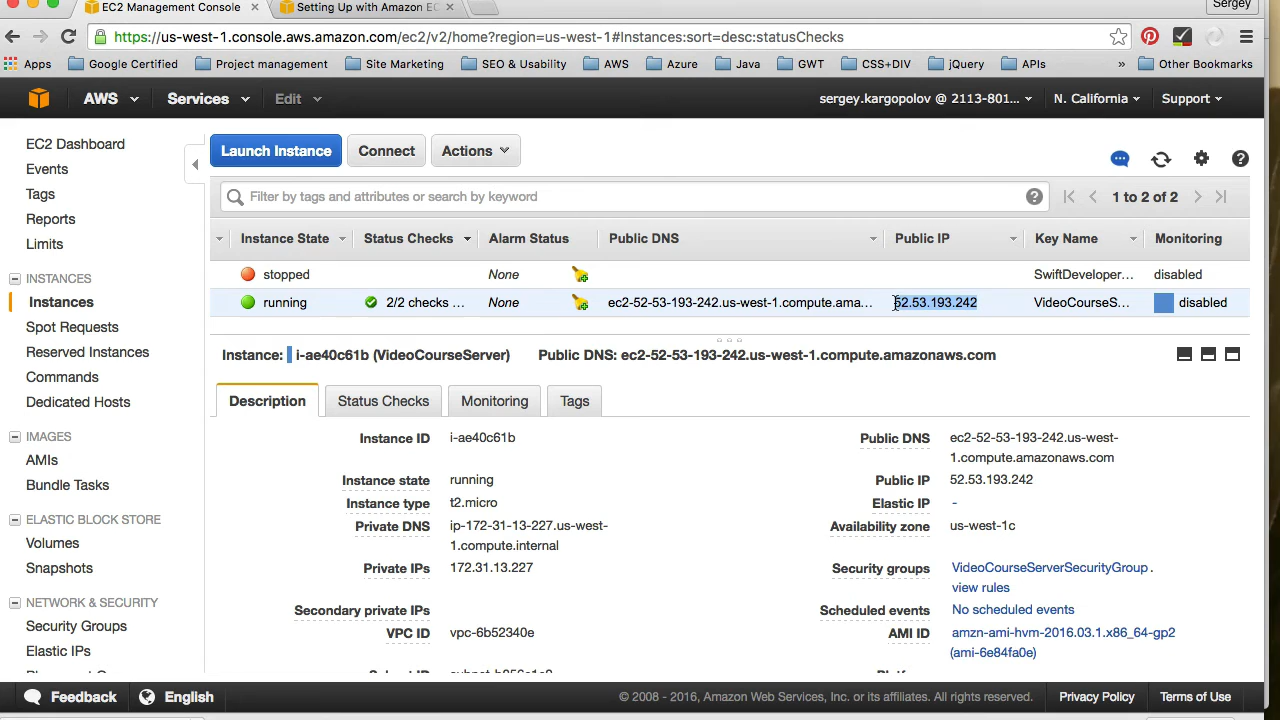 EC2 Management Console
Setting Up with Amazon EC
Sergey
https://us-west-1.console.aws.amazon.com/ec2/v2/home?region=us-west-1#Instances:sort=desc:statusChecks
Apps Google Certified Project management Site Marketing SEO & Usability AWS Azure Java GWT CSS+DIV jQuery APIs » Other Bookmarks
AWS Services Edit sergey.kargopolov @ 2113-801... N. California Support
EC2 Dashboard
Events
Tags
Reports
Limits
INSTANCES
Instances
Spot Requests
Reserved Instances
Commands
Dedicated Hosts
IMAGES
AMIs
Bundle Tasks
ELASTIC BLOCK STORE
Volumes
Snapshots
NETWORK & SECURITY
Security Groups
Elastic IPs
Launch Instance Connect Actions
Filter by tags and attributes or search by keyword
1 to 2 of 2
Instance State Status Checks Alarm Status Public DNS Public IP Key Name Monitoring
stopped None SwiftDeveloper... disabled
running 2/2 checks ... None ec2-52-53-193-242.us-west-1.compute.ama... 52.53.193.242 VideoCourseS... disabled
Instance: i-ae40c61b (VideoCourseServer) Public DNS: ec2-52-53-193-242.us-west-1.compute.amazonaws.com
Description Status Checks Monitoring Tags
Instance ID i-ae40c61b
Instance state running
Instance type t2.micro
Private DNS ip-172-31-13-227.us-west-
1.compute.internal
Private IPs 172.31.13.227
Secondary private IPs
VPC ID vpc-6b52340e
Public DNS ec2-52-53-193-242.us-west-
1.compute.amazonaws.com
Public IP 52.53.193.242
Elastic IP -
Availability zone us-west-1c
Security groups VideoCourseServerSecurityGroup.
view rules
Scheduled events No scheduled events
AMI ID amzn-ami-hvm-2016.03.1.x86_64-gp2
(ami-6e84fa0e)
Feedback English © 2008 - 2016, Amazon Web Services, Inc. or its affiliates. All rights reserved. Privacy Policy Terms of Use